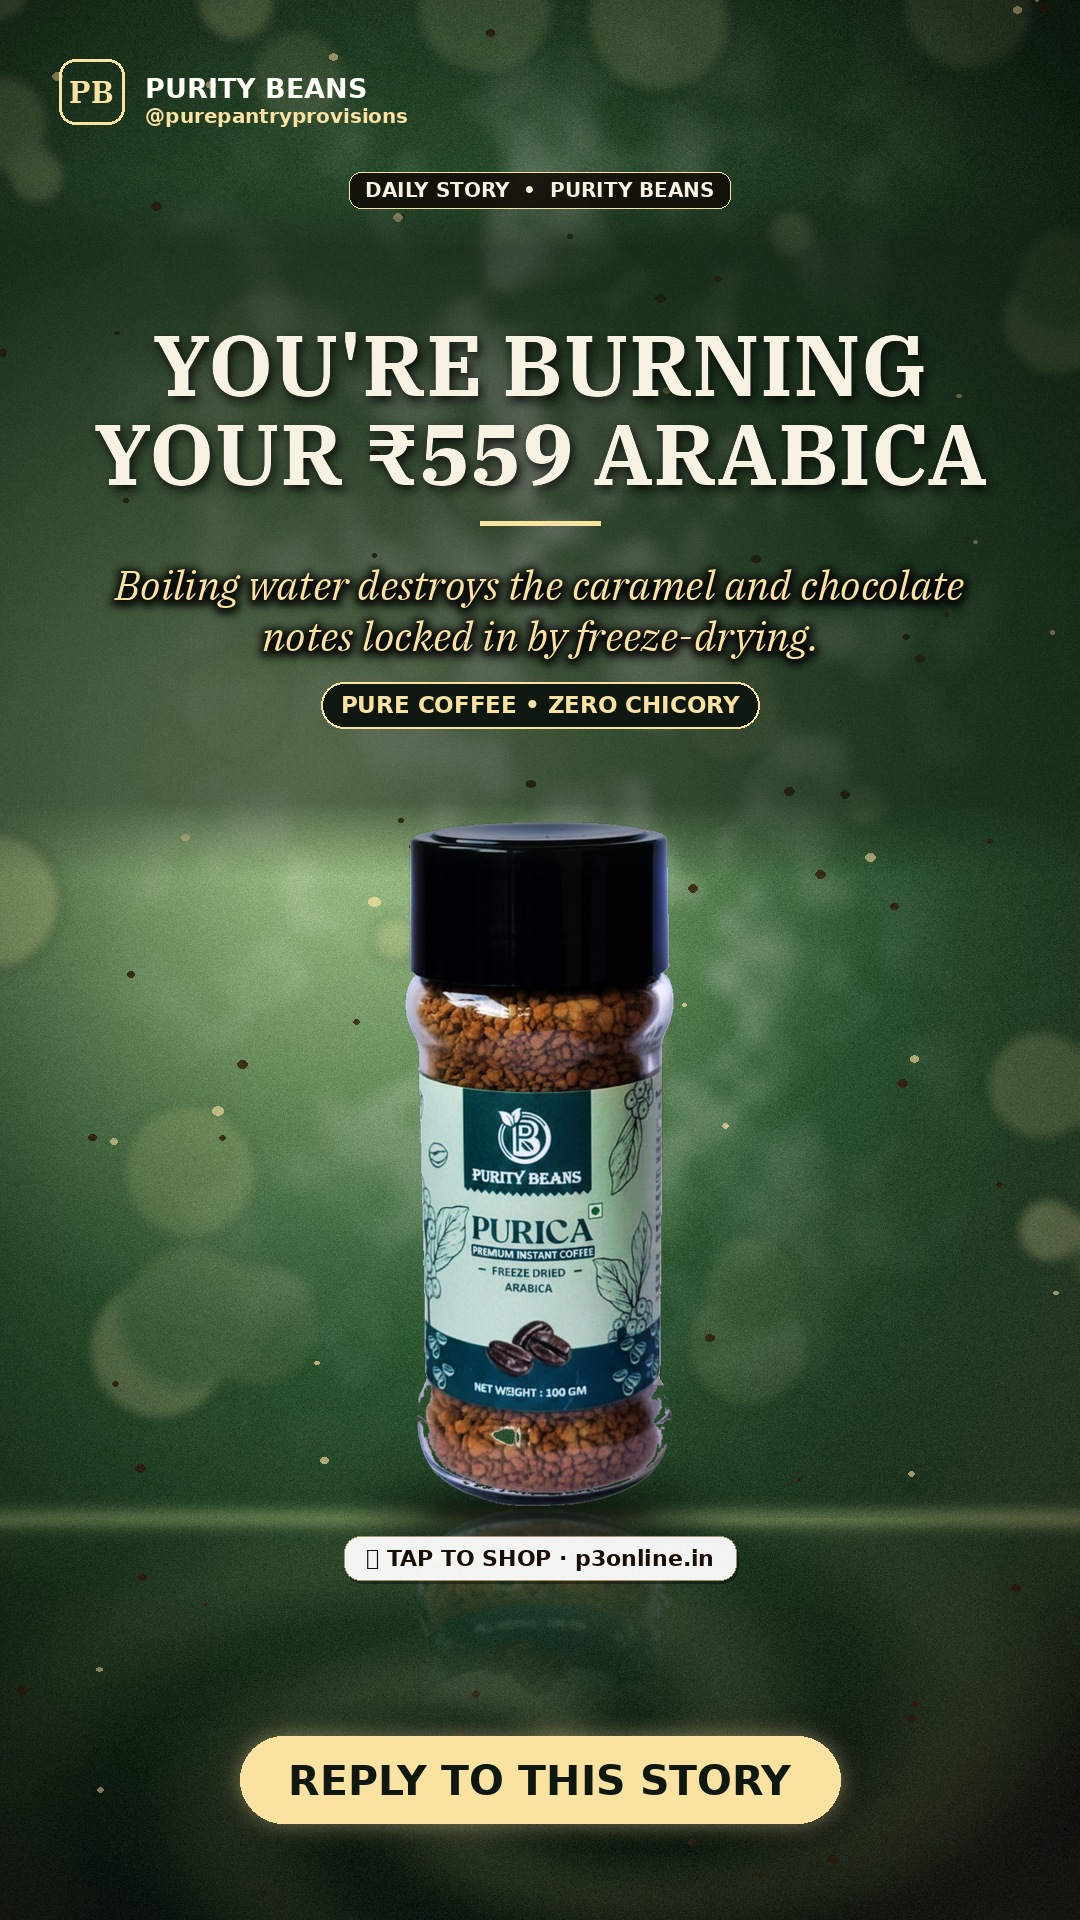 PB
PURITY BEANS
@purepantryprovisions
DAILY STORY • PURITY BEANS
YOU'RE BURNING
YOUR ₹559 ARABICA
Boiling water destroys the caramel and chocolate
notes locked in by freeze-drying.
PURE COFFEE • ZERO CHICORY
PURITY BEANS
PURICA
PREMIUM INSTANT COFFEE
FREEZE DRIED
ARABICA
NET WEIGHT : 100 GM
TAP TO SHOP · p3online.in
REPLY TO THIS STORY